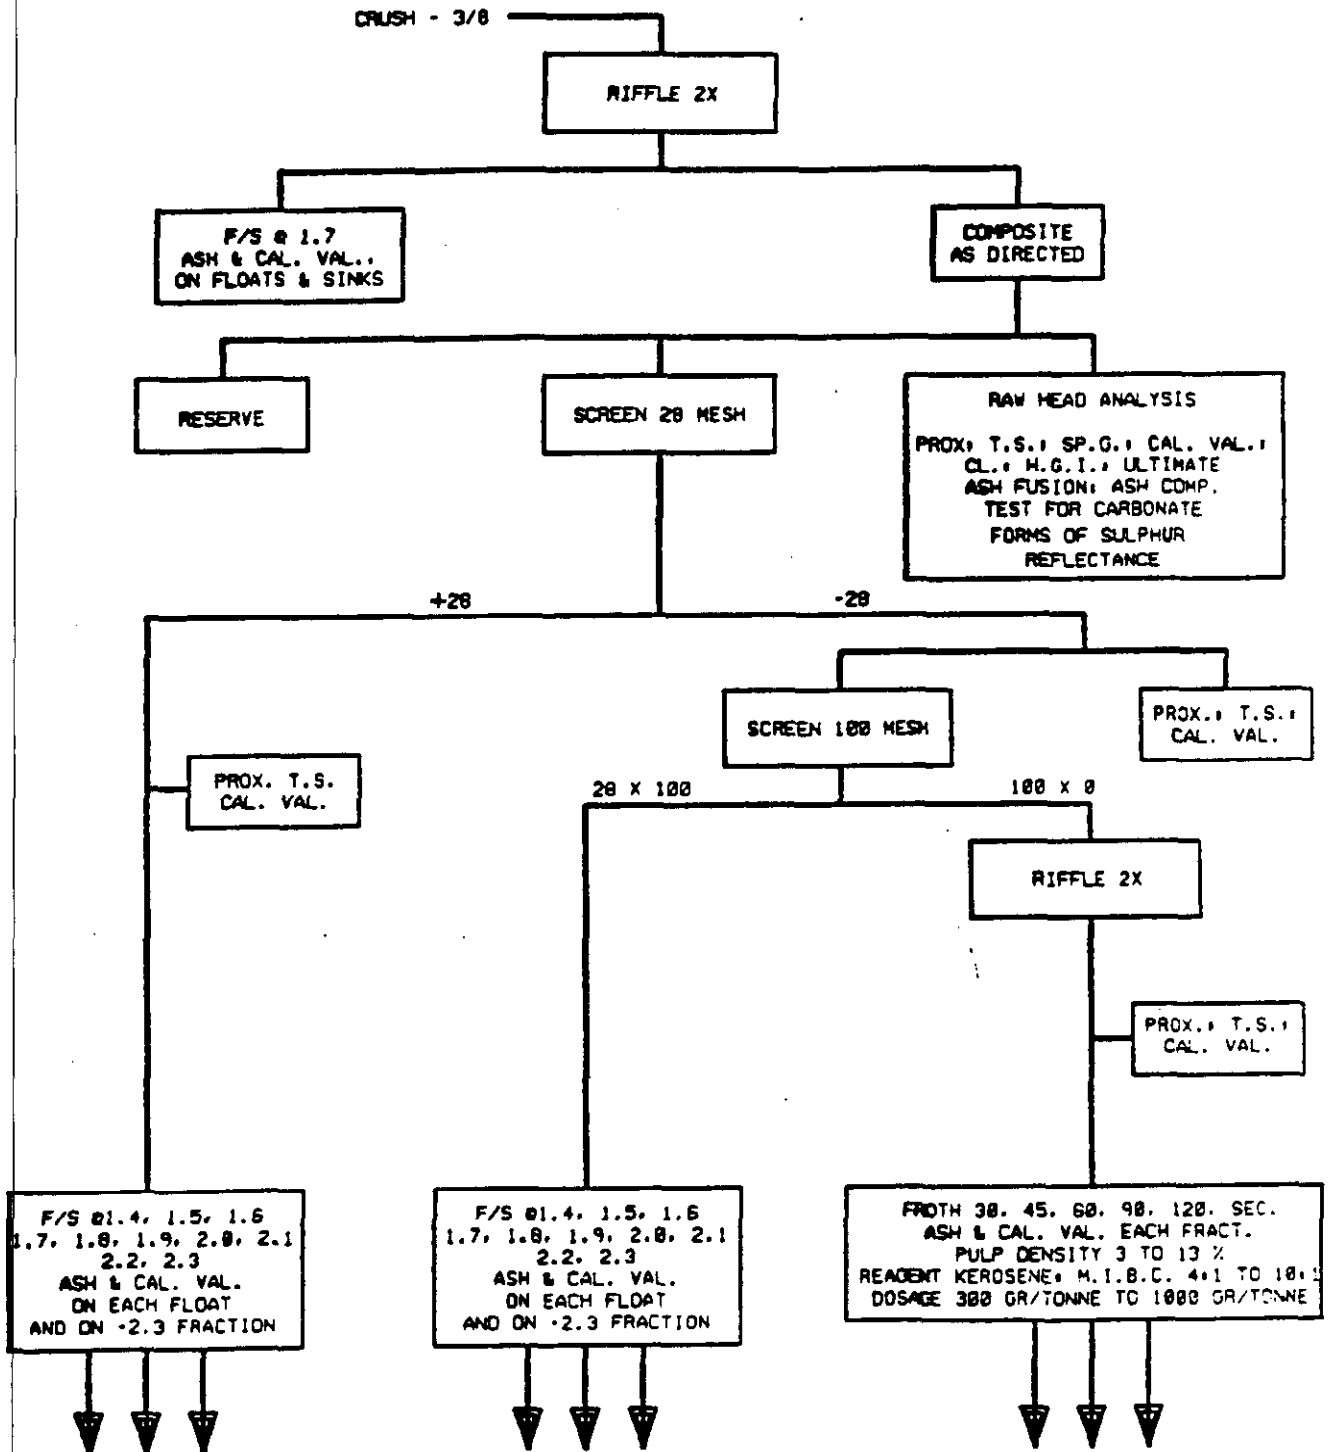 CRUSH - 3/8
RIFFLE 2X
F/S @ 1.7
ASH & CAL. VAL..
ON FLOATS & SINKS
COMPOSITE
AS DIRECTED
RESERVE
SCREEN 28 MESH
RAW HEAD ANALYSIS
PROX; T.S.; SP.G.; CAL. VAL.;
CL.; H.G.I.; ULTIMATE
ASH FUSION; ASH COMP.
TEST FOR CARBONATE
FORMS OF SULPHUR
REFLECTANCE
+28
-28
SCREEN 100 MESH
PROX.; T.S.;
CAL. VAL.
PROX. T.S.
CAL. VAL.
28 X 100
100 X 0
RIFFLE 2X
PROX.; T.S.;
CAL. VAL.
F/S @1.4, 1.5, 1.6
1.7, 1.8, 1.9, 2.0, 2.1
2.2, 2.3
ASH & CAL. VAL.
ON EACH FLOAT
AND ON +2.3 FRACTION
F/S @1.4, 1.5, 1.6
1.7, 1.8, 1.9, 2.0, 2.1
2.2, 2.3
ASH & CAL. VAL.
ON EACH FLOAT
AND ON +2.3 FRACTION
FROTH 30, 45, 60, 90, 120, SEC.
ASH & CAL. VAL. EACH FRACT.
PULP DENSITY 3 TO 13 %
REAGENT KEROSENE: M.I.B.C. 4:1 TO 10:1
DOSAGE 300 GR/TONNE TO 1000 GR/TONNE